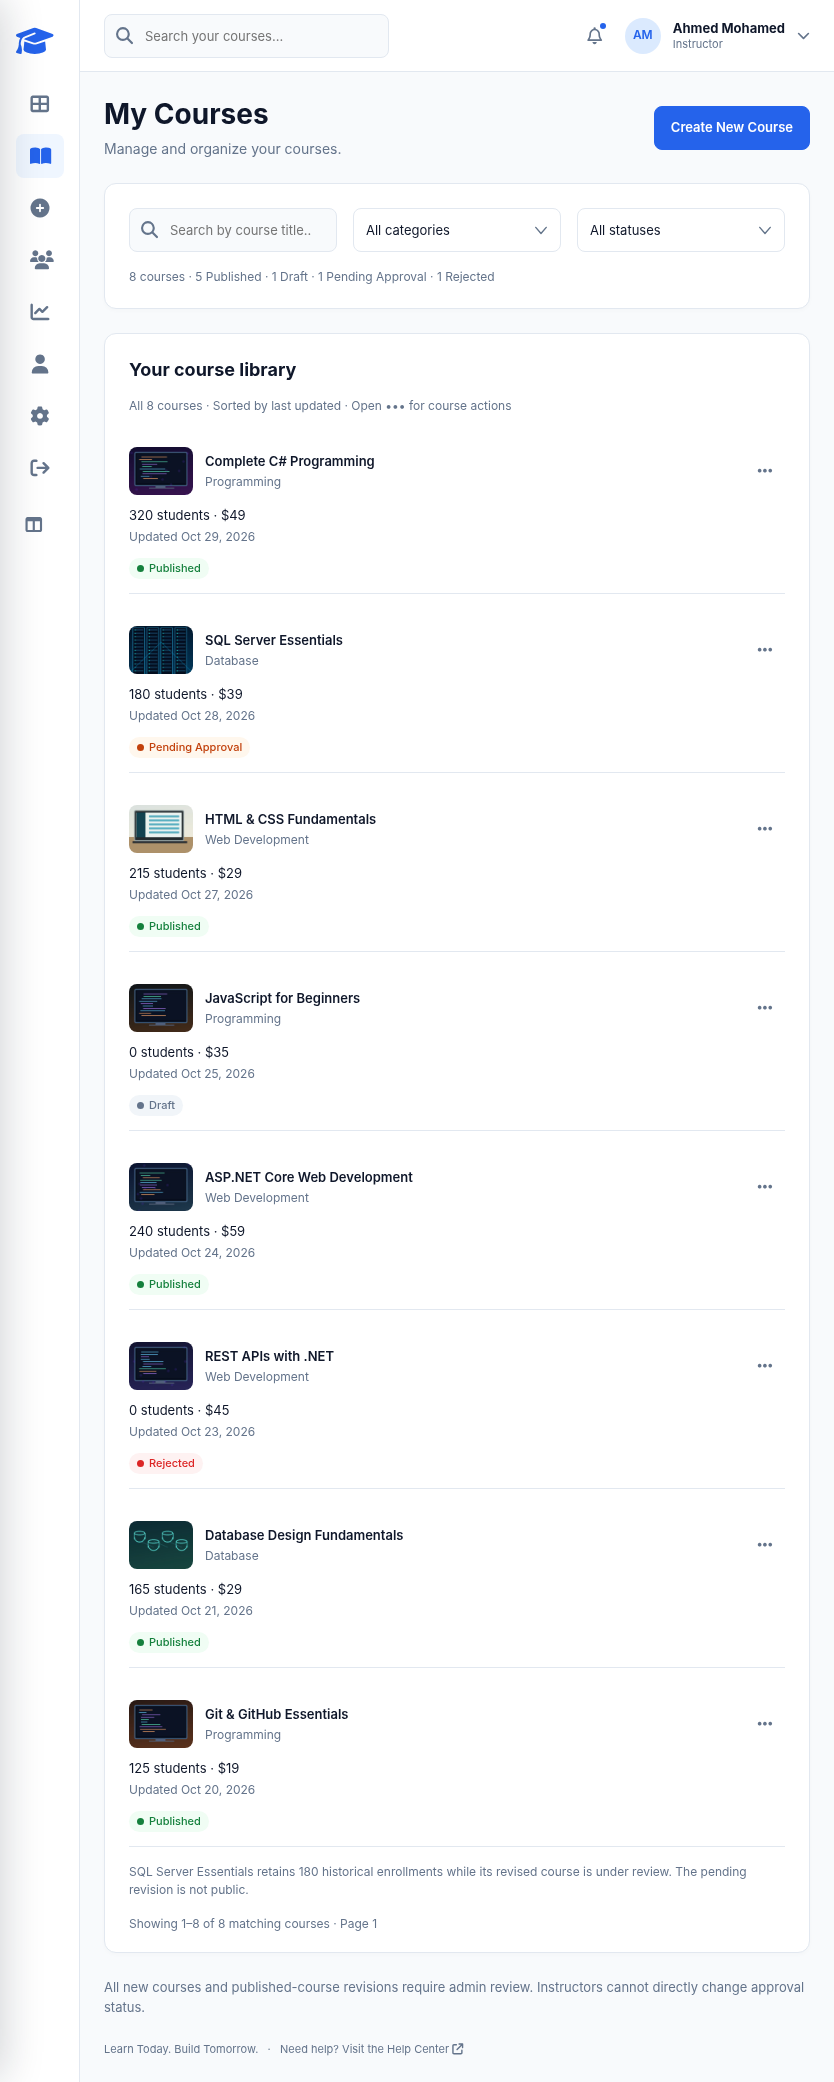 Search your courses...
AM
Ahmed Mohamed
Instructor
My Courses
Manage and organize your courses.
Create New Course
Search by course title..
All categories
All statuses
8 courses · 5 Published · 1 Draft · 1 Pending Approval · 1 Rejected
Your course library
All 8 courses · Sorted by last updated · Open ••• for course actions
Complete C# Programming
Programming
320 students · $49
Updated Oct 29, 2026
Published
SQL Server Essentials
Database
180 students · $39
Updated Oct 28, 2026
Pending Approval
HTML & CSS Fundamentals
Web Development
215 students · $29
Updated Oct 27, 2026
Published
JavaScript for Beginners
Programming
0 students · $35
Updated Oct 25, 2026
Draft
ASP.NET Core Web Development
Web Development
240 students · $59
Updated Oct 24, 2026
Published
REST APIs with .NET
Web Development
0 students · $45
Updated Oct 23, 2026
Rejected
Database Design Fundamentals
Database
165 students · $29
Updated Oct 21, 2026
Published
Git & GitHub Essentials
Programming
125 students · $19
Updated Oct 20, 2026
Published
SQL Server Essentials retains 180 historical enrollments while its revised course is under review. The pending
revision is not public.
Showing 1–8 of 8 matching courses · Page 1
All new courses and published-course revisions require admin review. Instructors cannot directly change approval
status.
Learn Today. Build Tomorrow. · Need help? Visit the Help Center